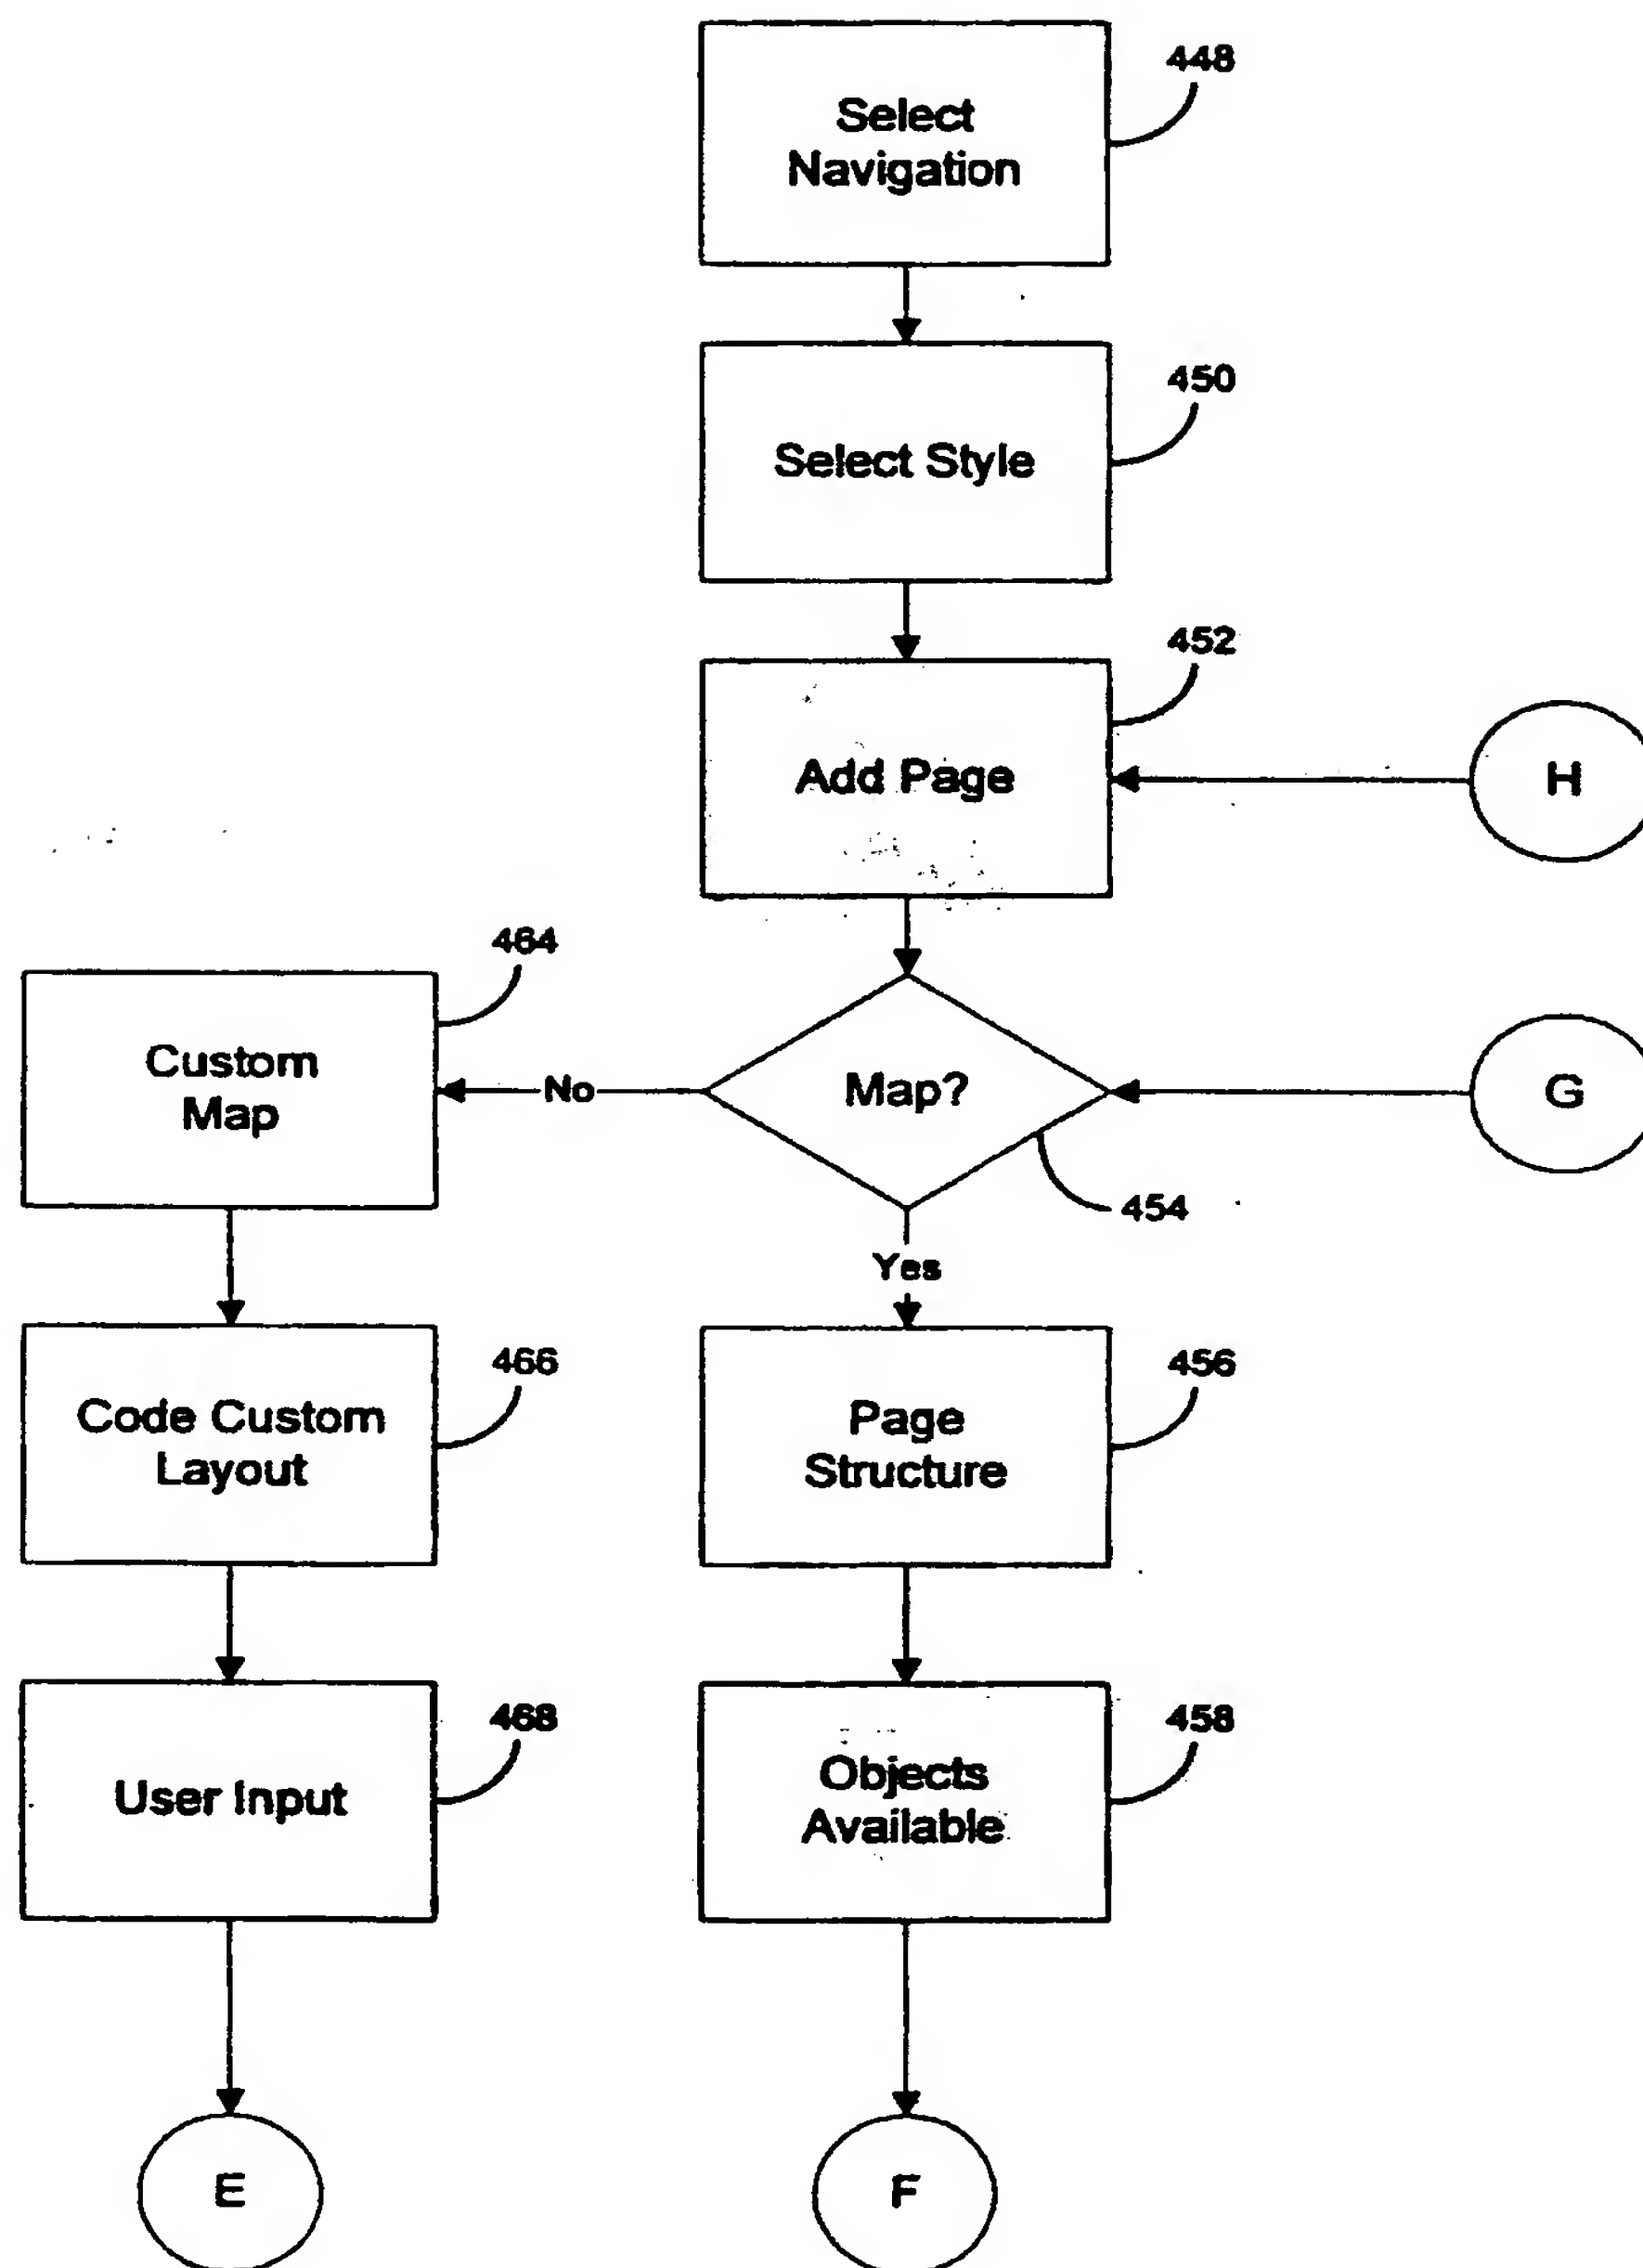 448
Select
Navigation
450
Select Style
452
Add Page
H
464
Custom
Map
No
Map?
G
454
Yes
466
Code Custom
Layout
456
Page
Structure
468
User Input
458
Objects
Available
E
F